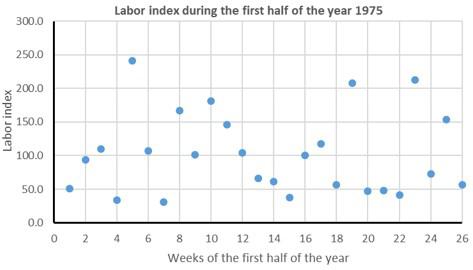 Labor index during the first half of the year 1975
300.0
250.0
200.0
150.0
100.0
50.0
0.0
Labor index
0 2 4 6 8 10 12 14 16 18 20 22 24 26
Weeks of the first half of the year